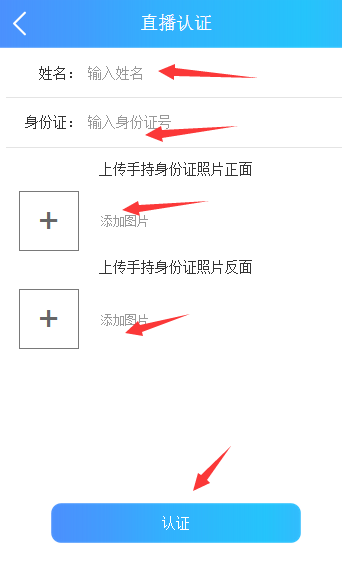 直播认证
姓名： 输入姓名
身份证： 输入身份证号
上传手持身份证照片正面
添加图片
上传手持身份证照片反面
添加图片
认证